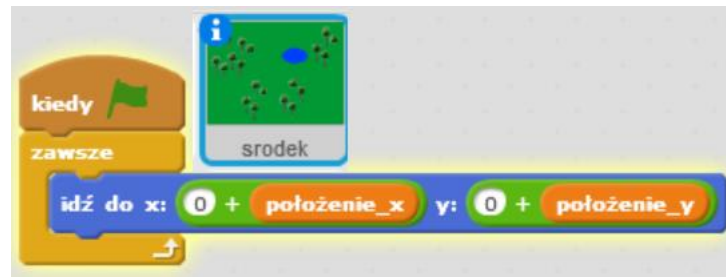 i
kiedy
srodek
zawsze
idź do x: 0 + położenie_x y: 0 + położenie_y